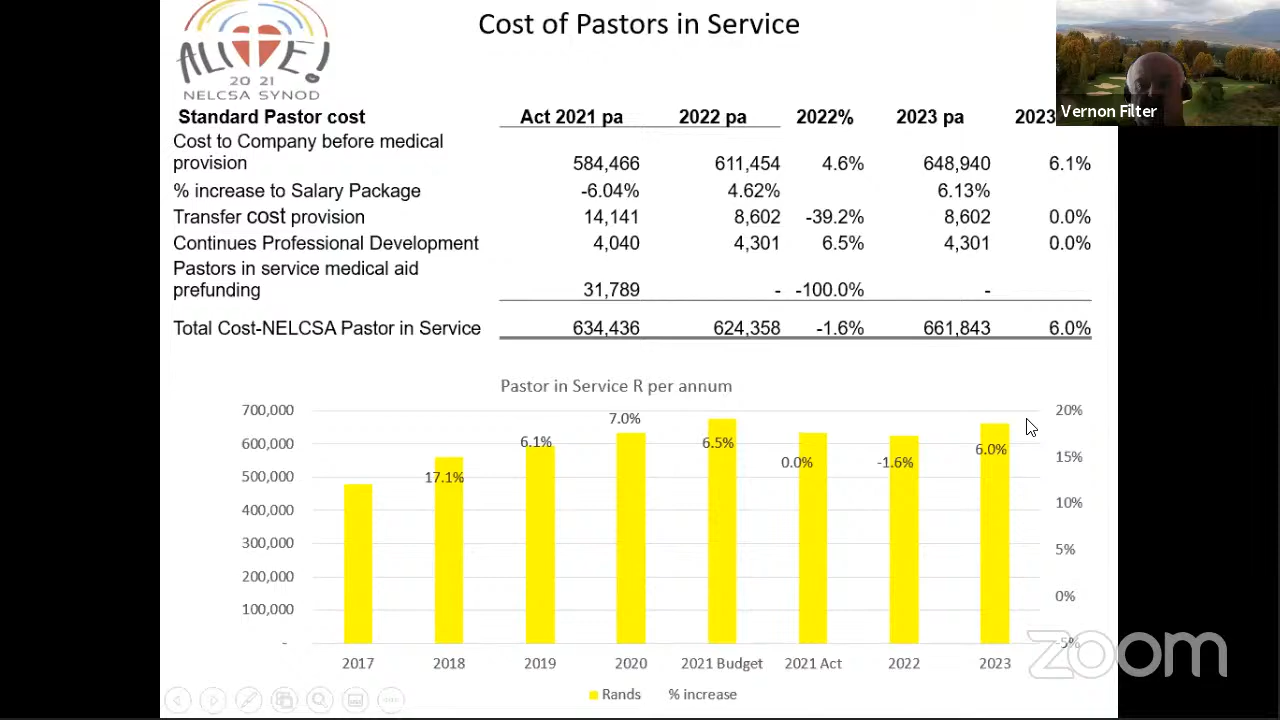 Cost of Pastors in Service
ALIVE!
20 21
NELCSA SYNOD
Vernon Filter
Standard Pastor cost Act 2021 pa 2022 pa 2022% 2023 pa 2023
Cost to Company before medical
provision 584,466 611,454 4.6% 648,940 6.1%
% increase to Salary Package -6.04% 4.62% 6.13%
Transfer cost provision 14,141 8,602 -39.2% 8,602 0.0%
Continues Professional Development 4,040 4,301 6.5% 4,301 0.0%
Pastors in service medical aid
prefunding 31,789 - -100.0% -
Total Cost-NELCSA Pastor in Service 634,436 624,358 -1.6% 661,843 6.0%
Pastor in Service R per annum
700,000 20%
7.0%
600,000 6.1% 6.5% 6.0%
15%
0.0% -1.6%
500,000 17.1%
10%
400,000
300,000 5%
200,000
0%
100,000
- -5%
zoom
2017 2018 2019 2020 2021 Budget 2021 Act 2022 2023
Rands % increase